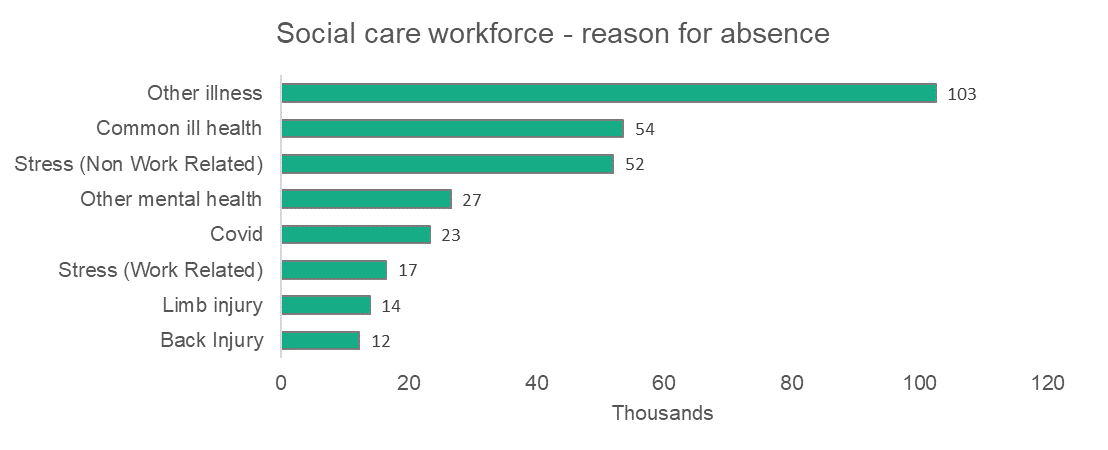 Social care workforce - reason for absence
Other illness 103
Common ill health 54
Stress (Non Work Related) 52
Other mental health 27
Covid 23
Stress (Work Related) 17
Limb injury 14
Back Injury 12
0 20 40 60 80 100 120
Thousands